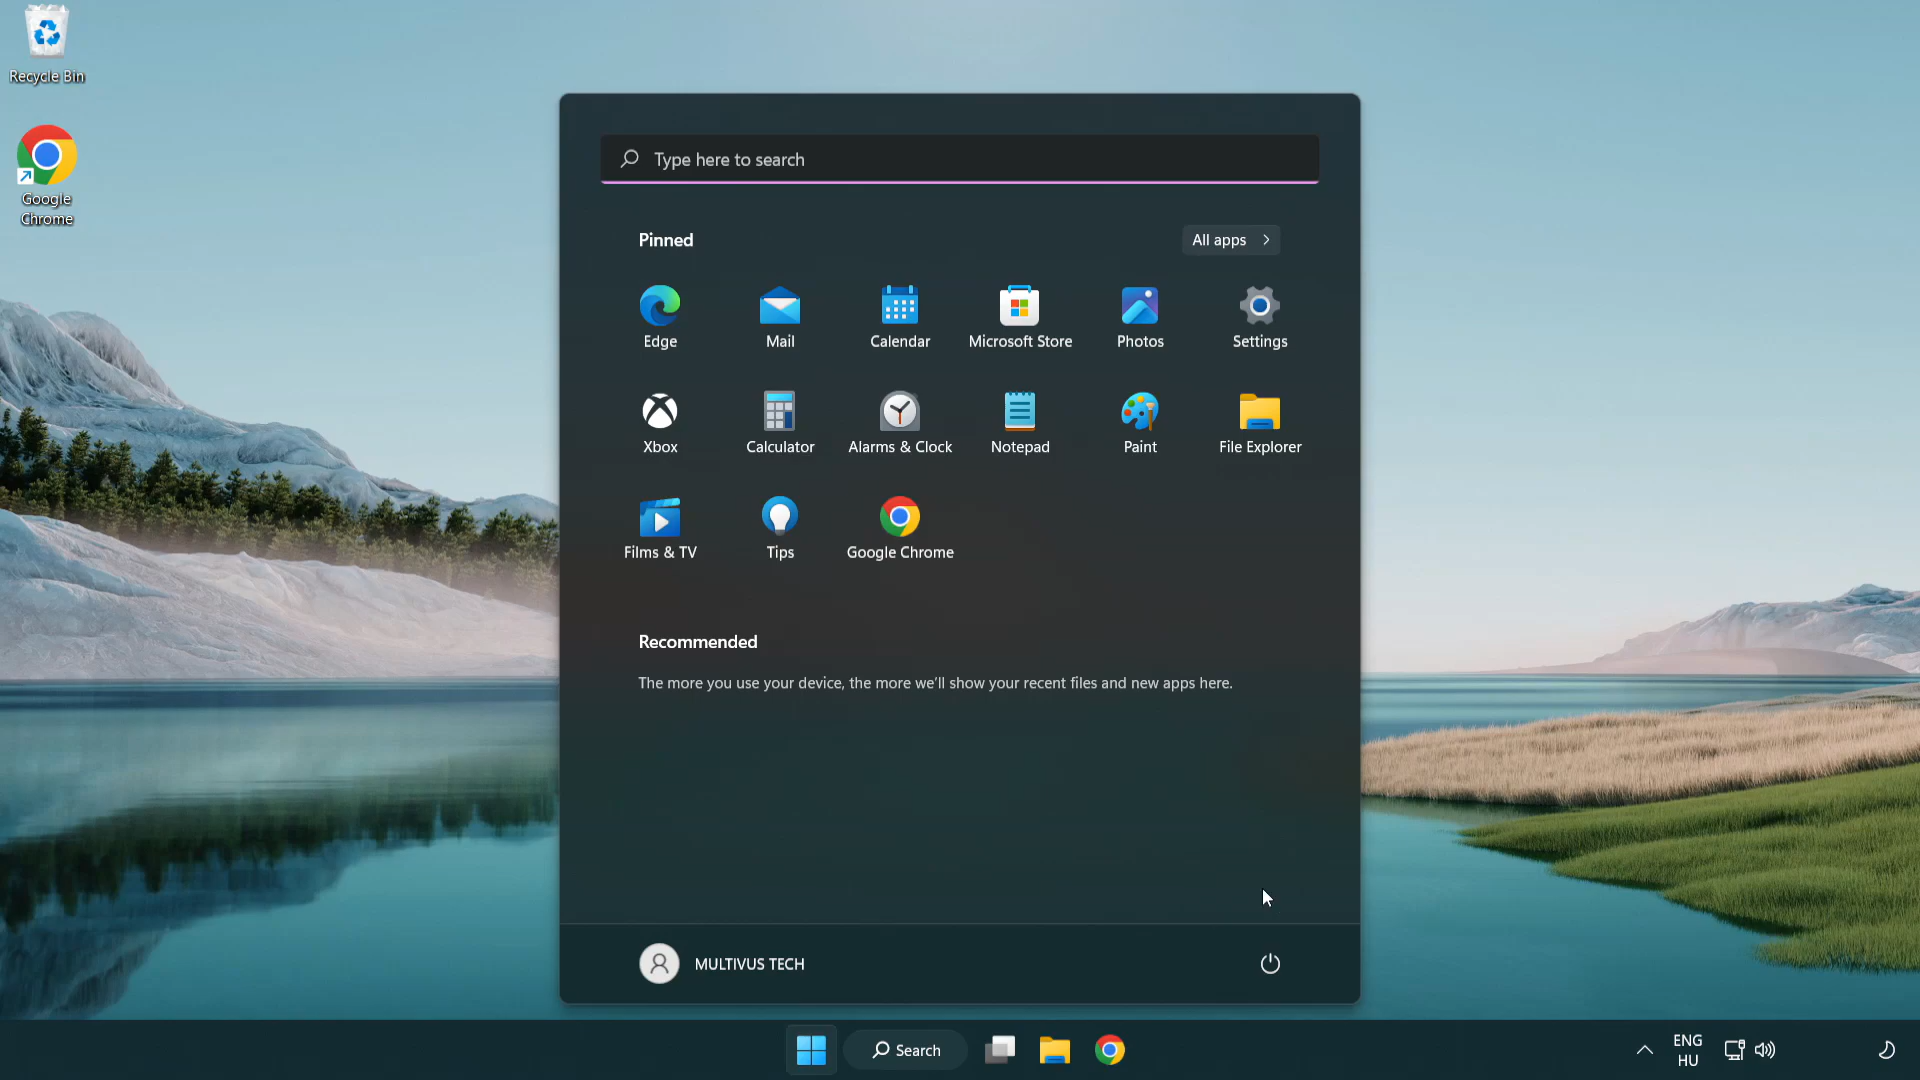 Recycle Bin
Google
Chrome
Type here to search
Pinned
All apps
Edge
Mail
Calendar
Microsoft Store
Photos
Settings
Xbox
Calculator
Alarms & Clock
Notepad
Paint
File Explorer
Films & TV
Tips
Google Chrome
Recommended
The more you use your device, the more we'll show your recent files and new apps here.
MULTIVUS TECH
Search
ENG
HU